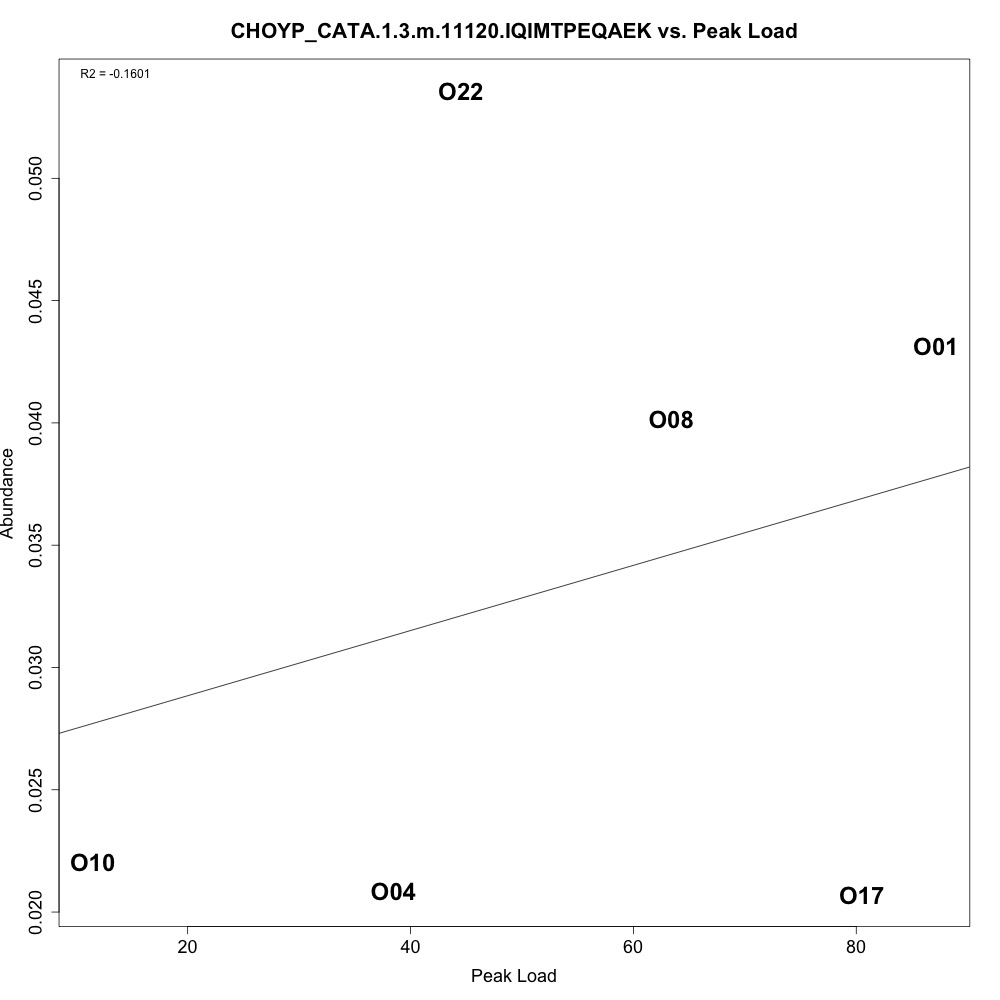 CHOYP_CATA.1.3.m.11120.IQIMTPEQAEK vs. Peak Load
R2 = -0.1601
O22
0.050
0.045
O01
0.040
O08
Abundance
0.035
0.030
0.025
O10
O04
O17
0.020
20 40 60 80
Peak Load